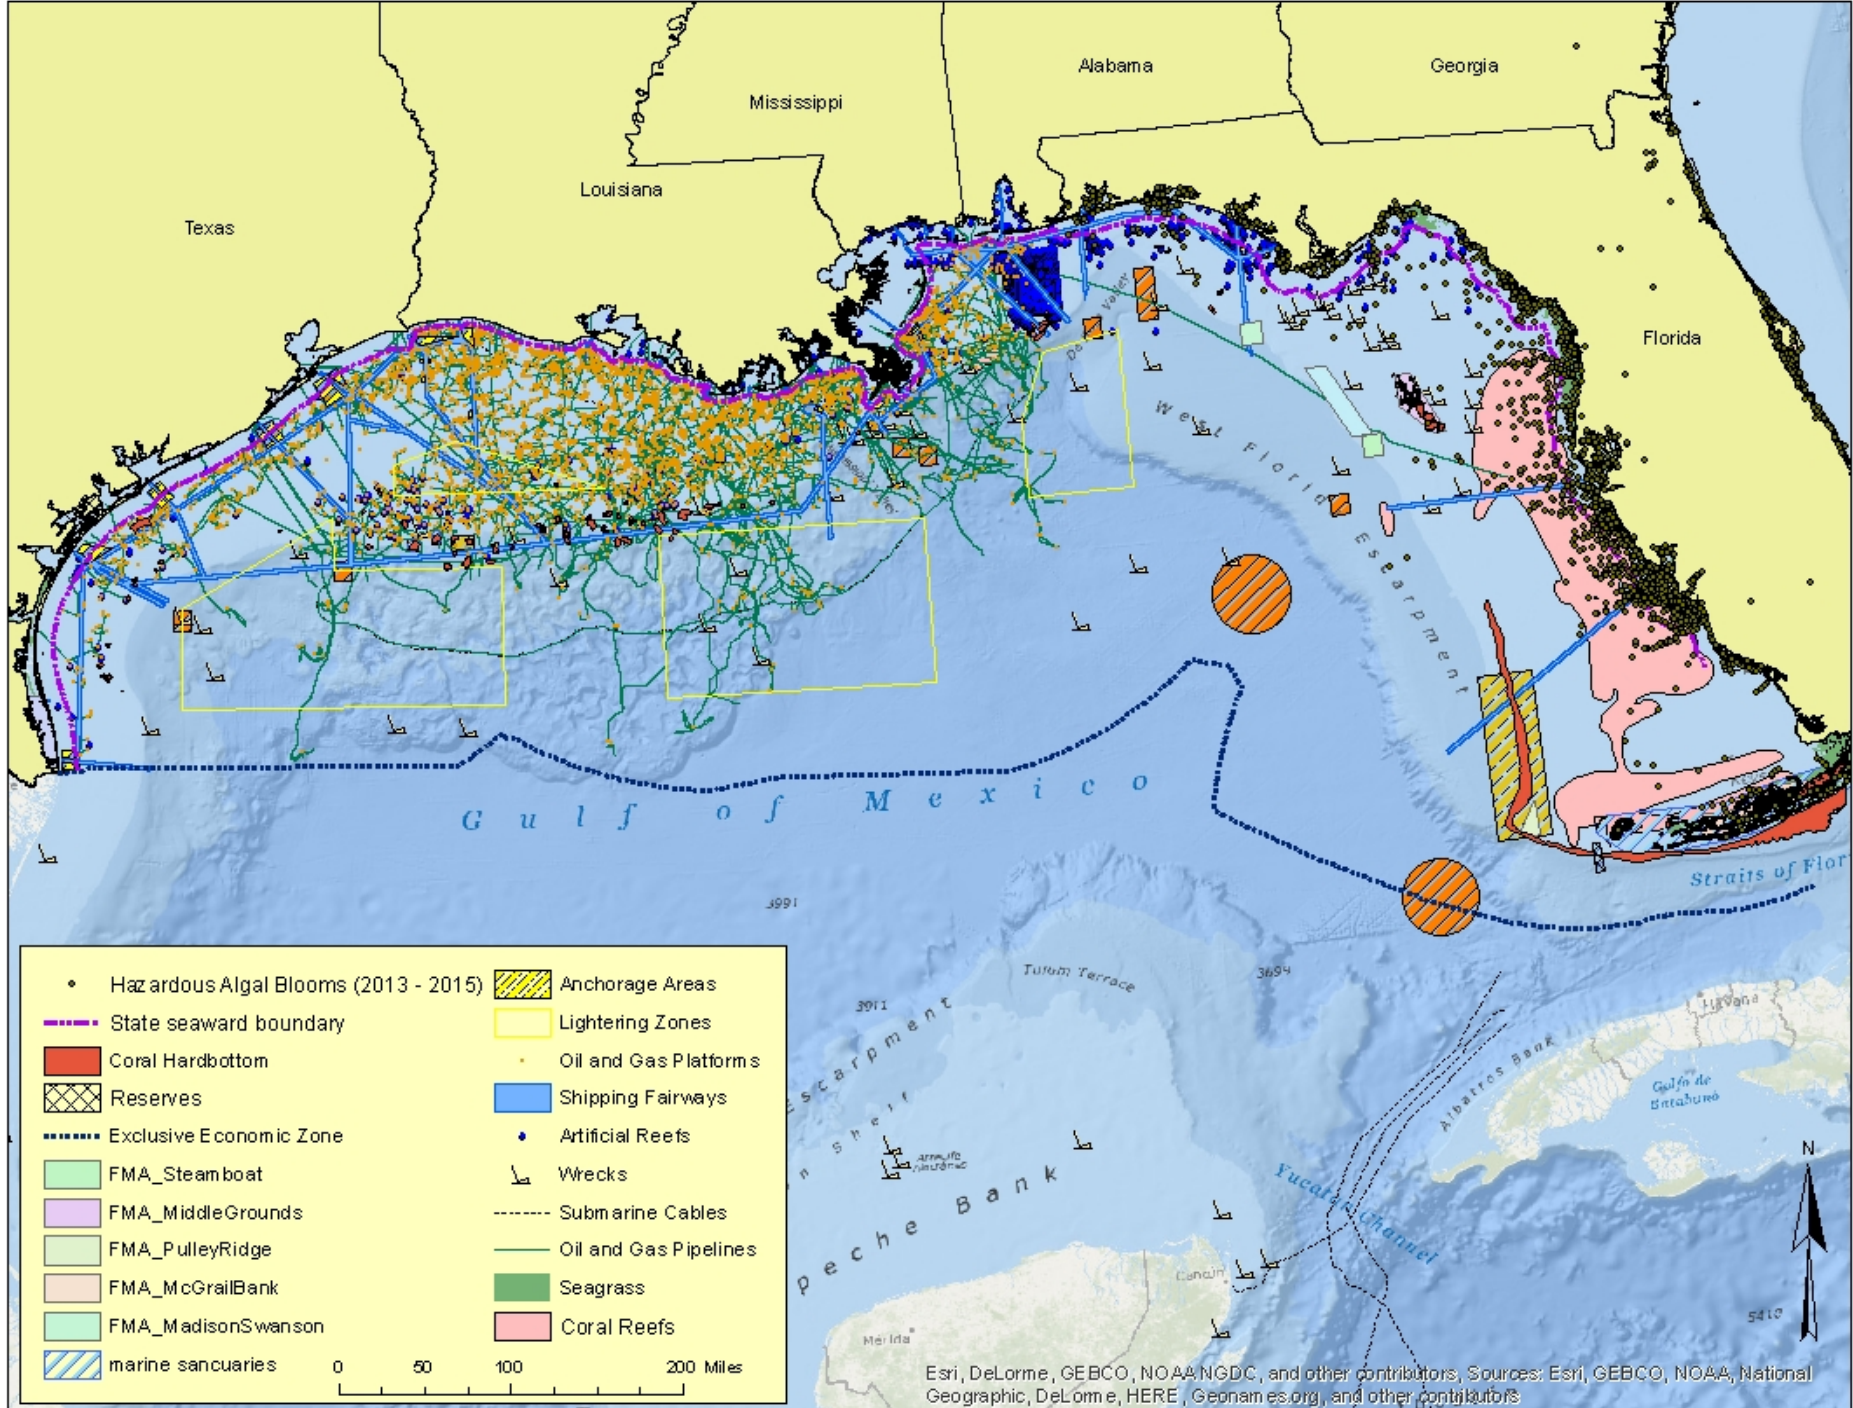 Alabama
Georgia
Mississippi
Louisiana
Texas
Florida
Valley
West Florida Escarpment
Gulf of Mexico
Straits of Flor
3991
Tulum Terrace
3694
3911
Escarpment
n Shelf
peche Bank
Albatros Bank
Havana
Golfo de
Batabanó
Yucatan Channel
Cancún
Mérida
5410
N
Hazardous Algal Blooms (2013 - 2015)
State seaward boundary
Coral Hardbottom
Reserves
Exclusive Economic Zone
FMA_Steamboat
FMA_MiddleGrounds
FMA_PulleyRidge
FMA_McGrailBank
FMA_MadisonSwanson
marine sancuaries
Anchorage Areas
Lightering Zones
Oil and Gas Platforms
Shipping Fairways
Artificial Reefs
Wrecks
Submarine Cables
Oil and Gas Pipelines
Seagrass
Coral Reefs
0 50 100 200 Miles
Esri, DeLorme, GEBCO, NOAA NGDC, and other contributors, Sources: Esri, GEBCO, NOAA, National
Geographic, DeLorme, HERE, Geonames.org, and other contributors